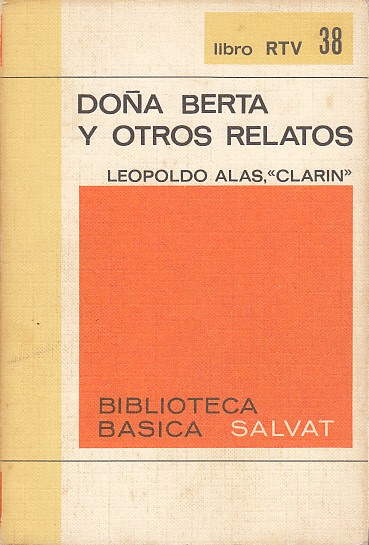 libro RTV 38
DOÑA BERTA
Y OTROS RELATOS
LEOPOLDO ALAS, «CLARIN»
BIBLIOTECA
BASICA SALVAT